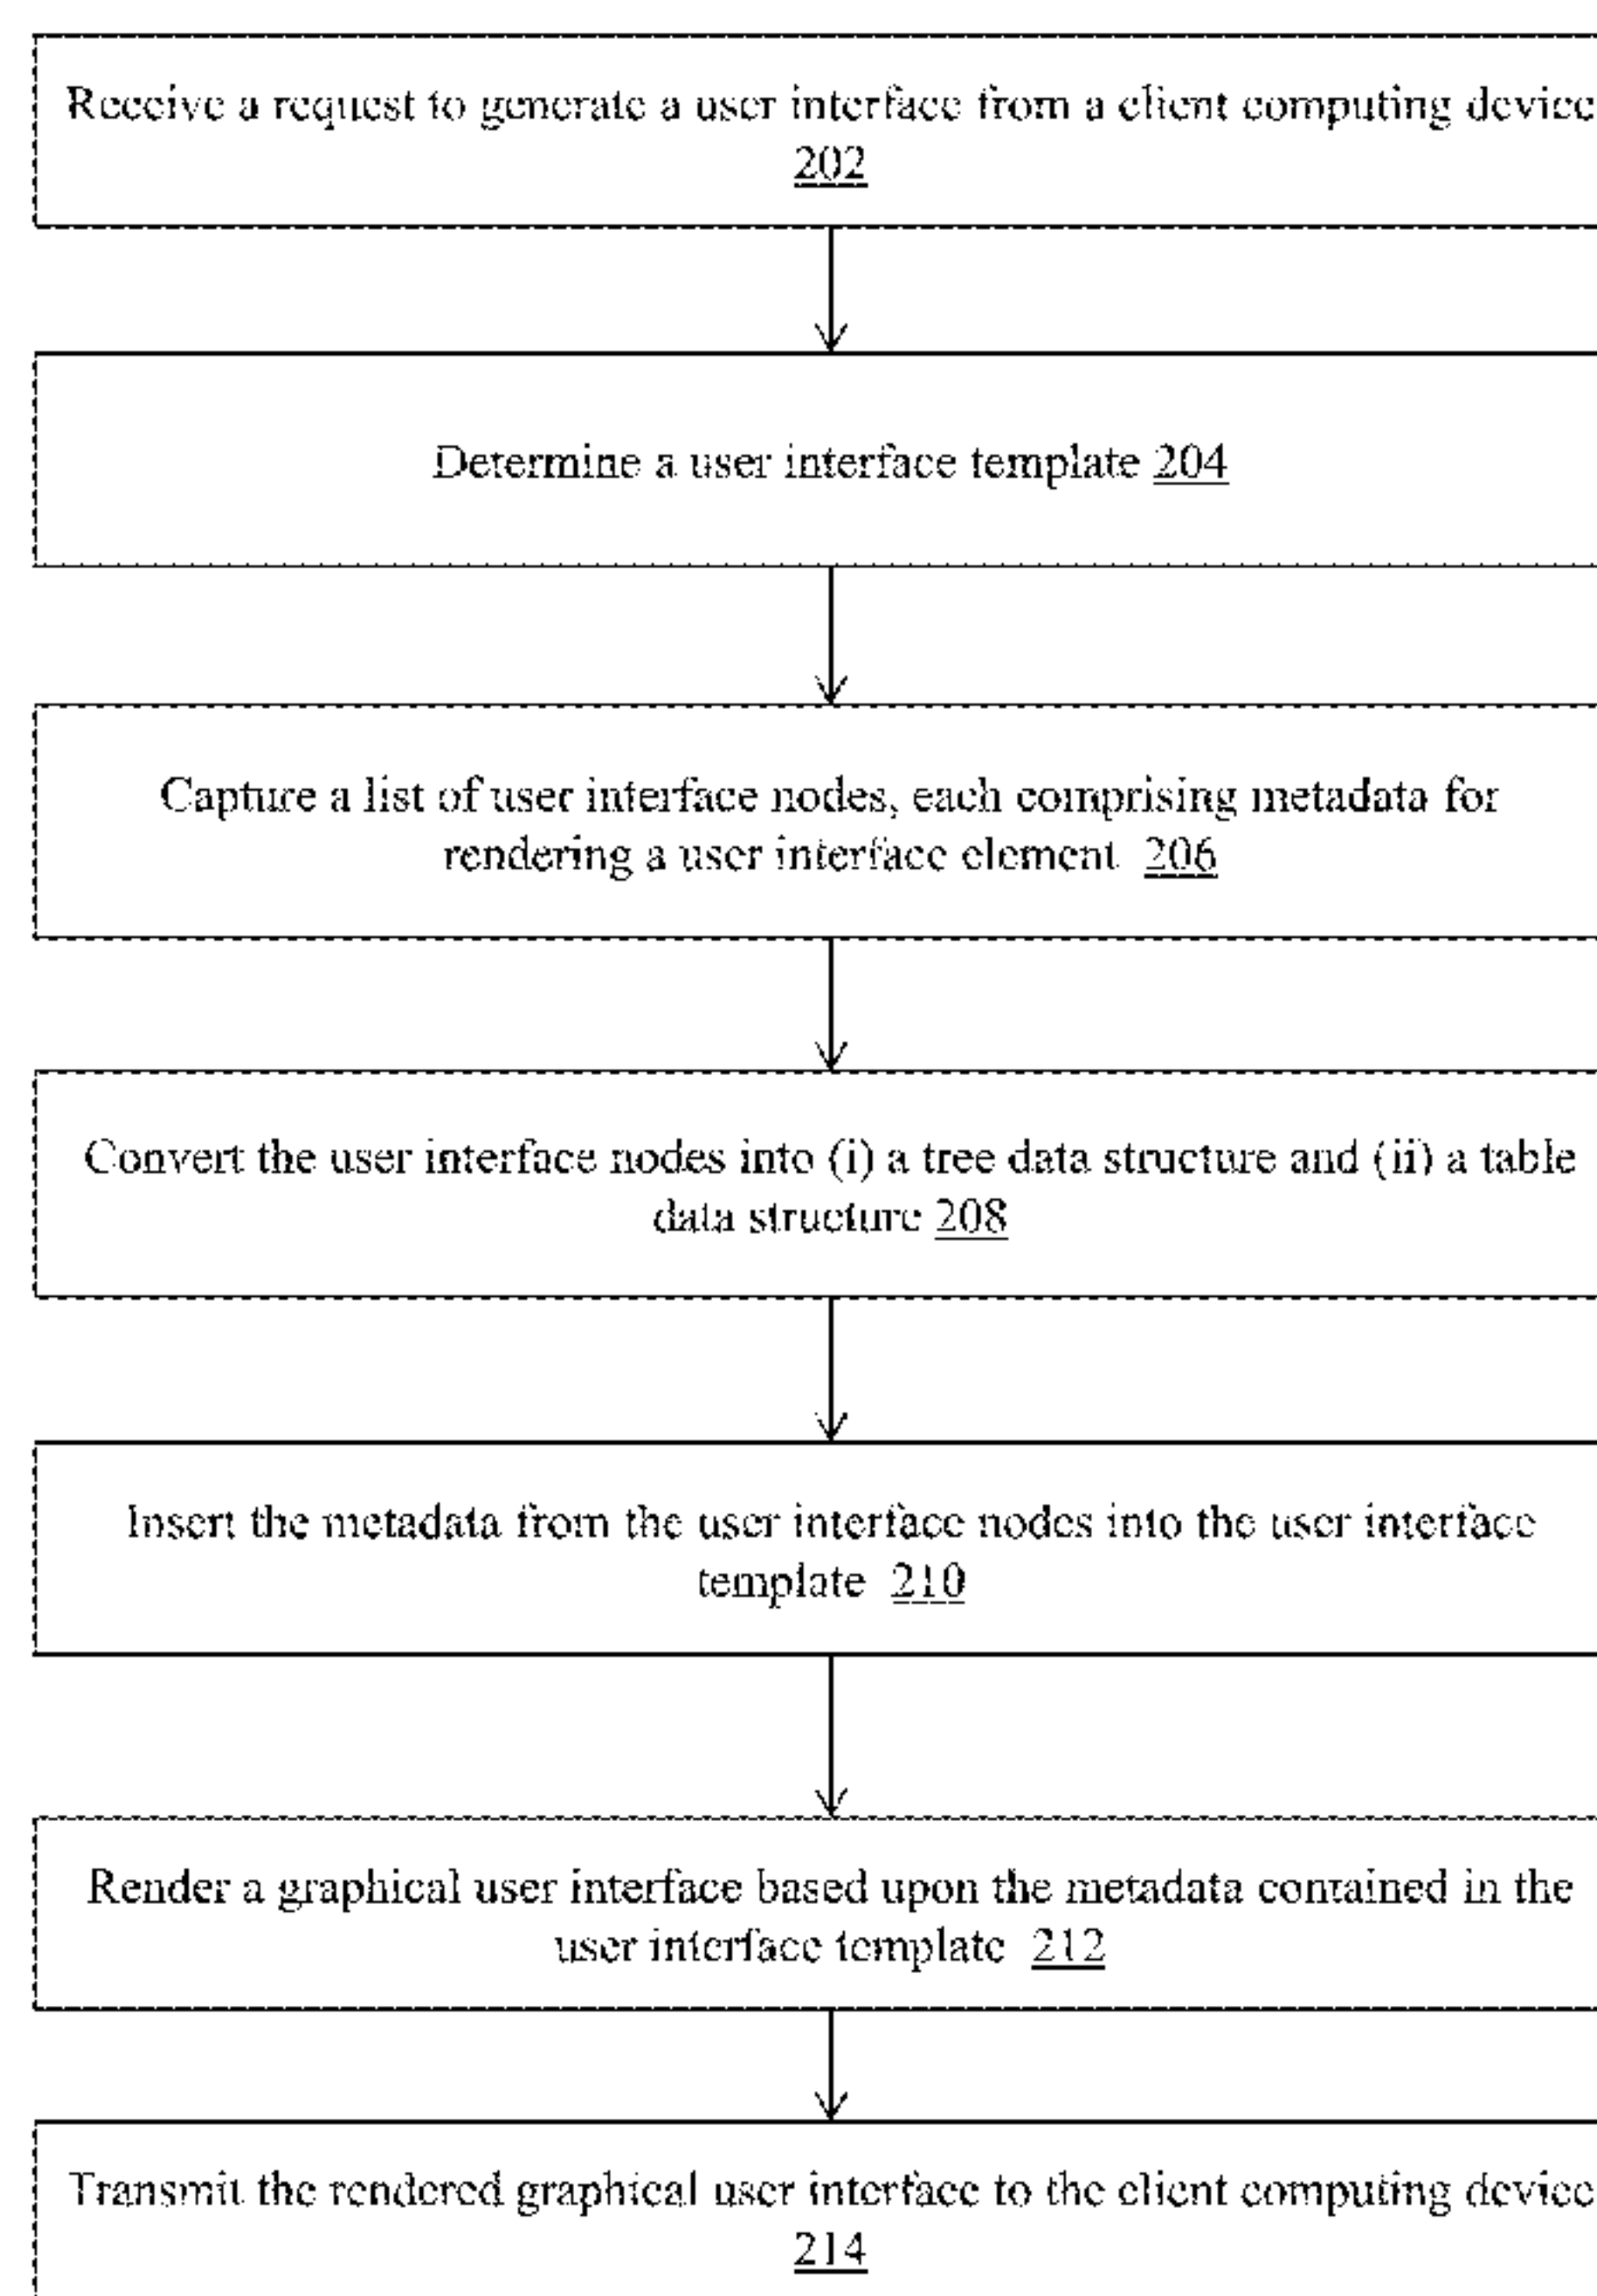 Receive a request to generate a user interface from a client computing device
202
Determine a user interface template 204
Capture a list of user interface nodes, each comprising metadata for
rendering a user interface element 206
Convert the user interface nodes into (i) a tree data structure and (ii) a table
data structure 208
Insert the metadata from the user interface nodes into the user interface
template 210
Render a graphical user interface based upon the metadata contained in the
user interface template 212
Transmit the rendered graphical user interface to the client computing device
214